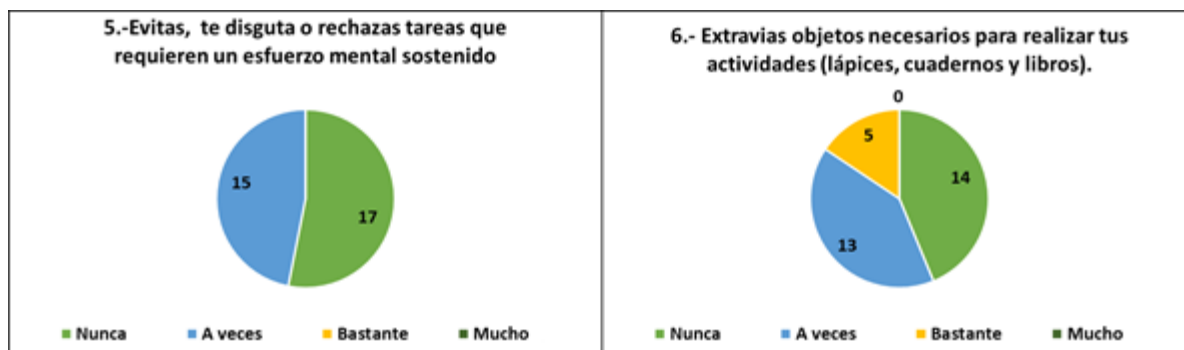 5.-Evitas, te disguta o rechazas tareas que
requieren un esfuerzo mental sostenido
15
17
Nunca A veces Bastante Mucho
6.- Extravias objetos necesarios para realizar tus
actividades (lápices, cuadernos y libros).
0
5
14
13
Nunca A veces Bastante Mucho